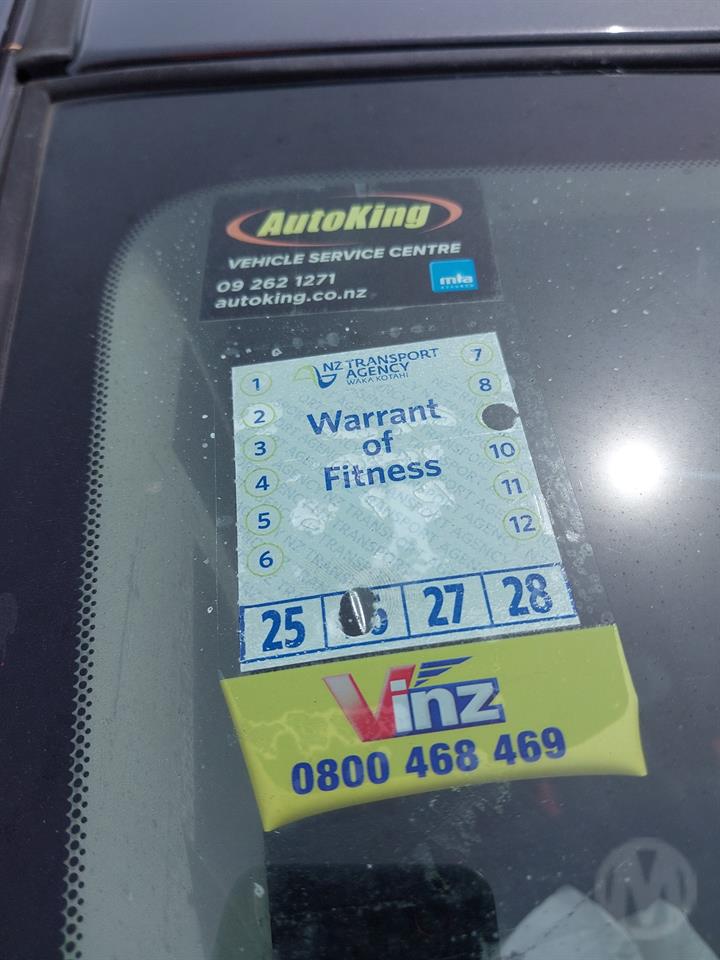 AutoKing
VEHICLE SERVICE CENTRE
09 262 1271
autoking.co.nz
mta
NZ TRANSPORT
AGENCY
WAKA KOTAHI
Warrant
of
Fitness
1
2
3
4
5
6
7
8
10
11
12
25 6 27 28
Vinz
0800 468 469
M